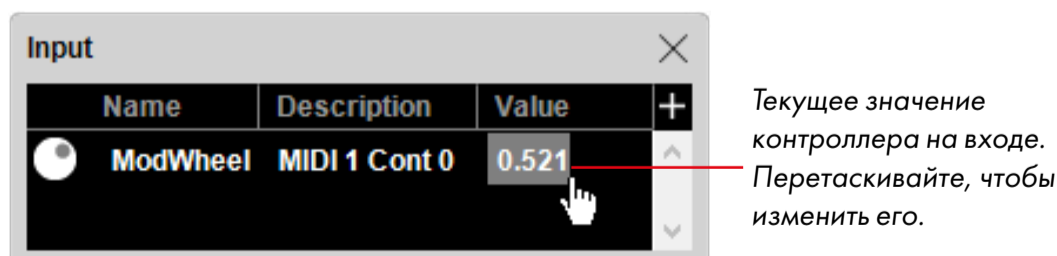 Input
Name Description Value
ModWheel MIDI 1 Cont 0 0.521
Текущее значение
контроллера на входе.
Перетаскивайте, чтобы
изменить его.